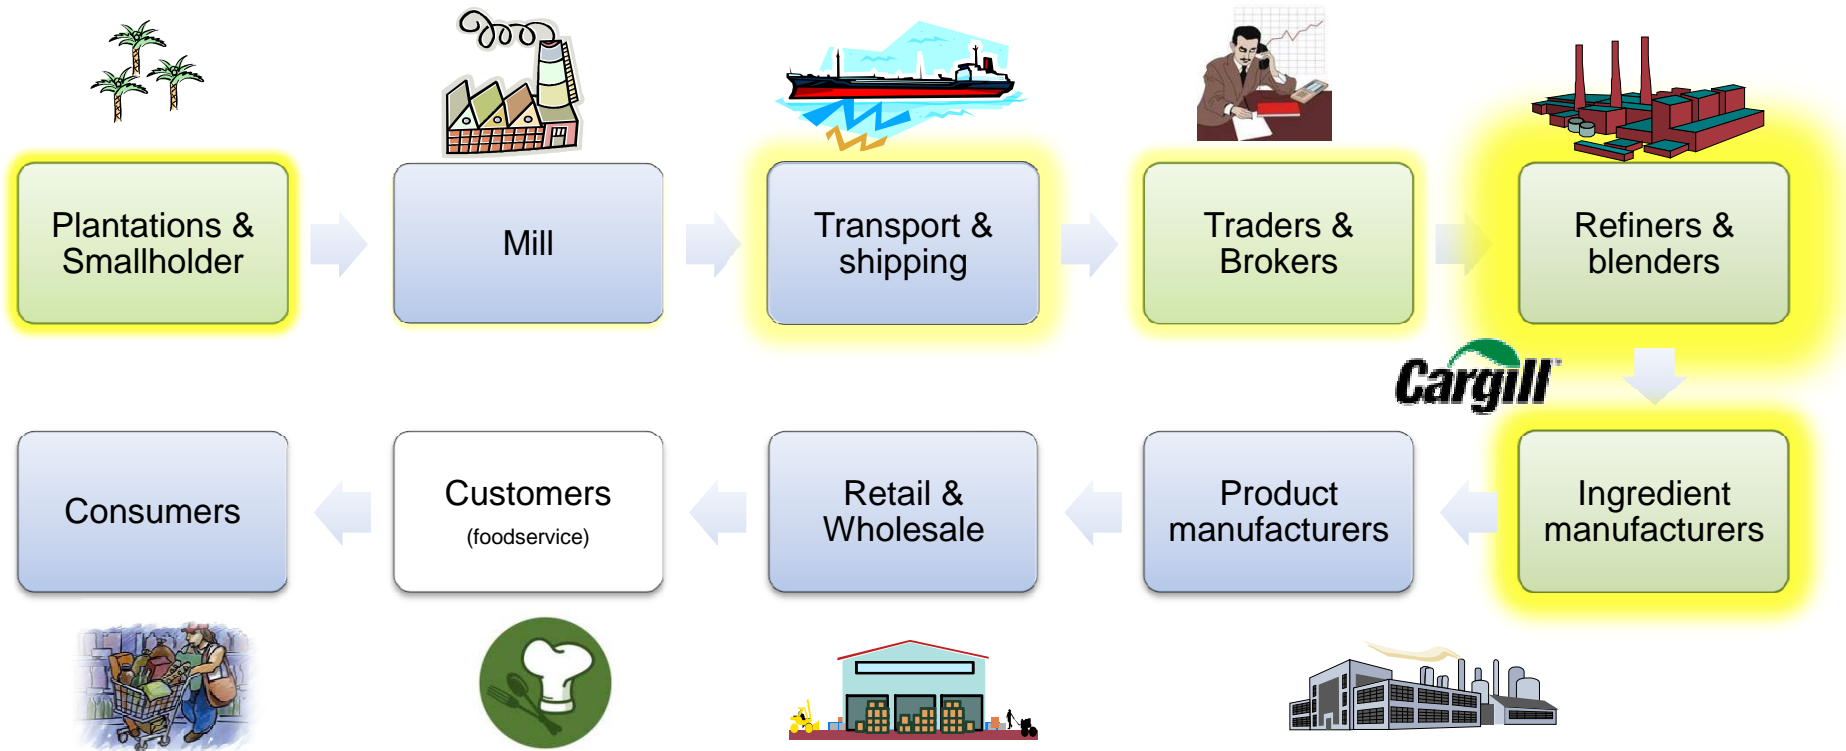 Plantations &
Smallholder
Mill
Transport &
shipping
Traders &
Brokers
Refiners &
blenders
Cargill
Consumers
Customers
(foodservice)
Retail &
Wholesale
Product
manufacturers
Ingredient
manufacturers